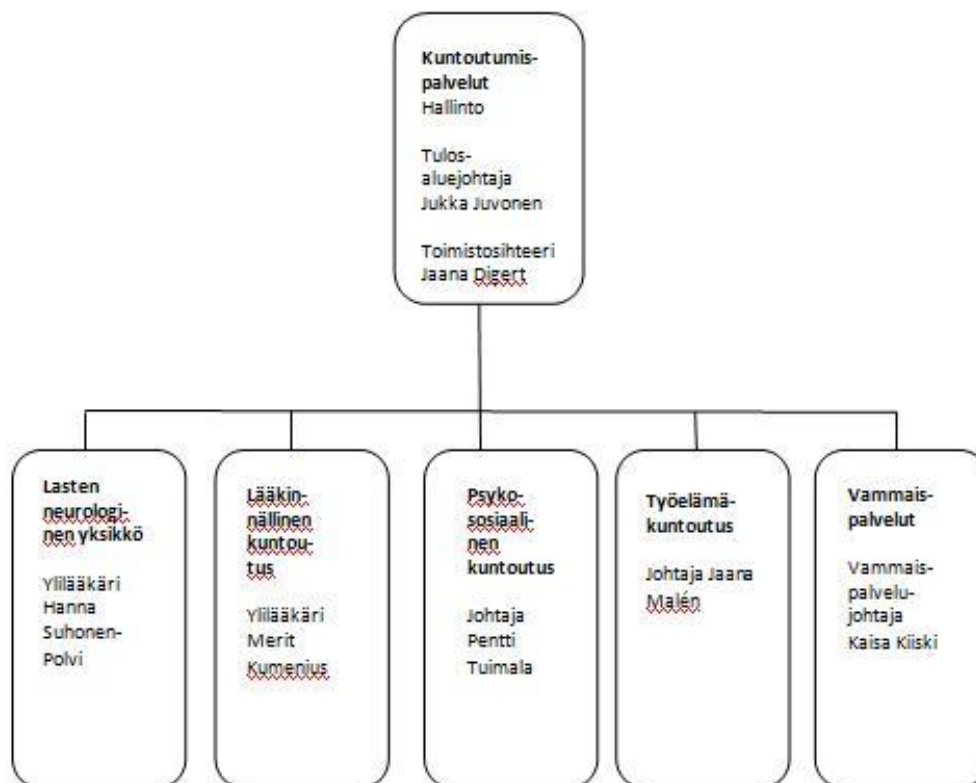 Kuntoutumis-
palvelut
Hallinto
Tulos-
aluejohtaja
Jukka Juvonen
Toimistosihteeri
Jaana Digert
Lasten
neurologi-
nen yksikkö
Ylilääkäri
Hanna
Suhonen-
Polvi
Lääkin-
nällinen
kuntou-
tus
Ylilääkäri
Merit
Kumenius
Psyko-
sosiaali-
nen
kuntoutus
Johtaja
Pentti
Tuimala
Työelämä-
kuntoutus
Johtaja Jaana
Malén
Vammais-
palvelut
Vammais-
palvelu-
johtaja
Kaisa Kiiski